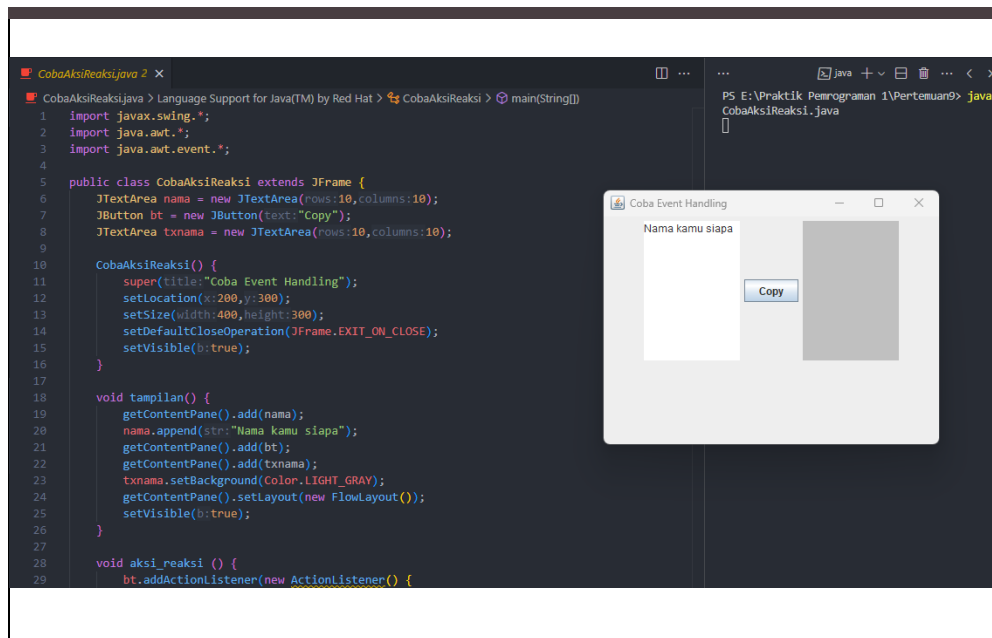 CobaAksiReaksi.java 2 ×
CobaAksiReaksi.java > Language Support for Java(TM) by Red Hat > CobaAksiReaksi > main(String[])
1 import javax.swing.*;
2 import java.awt.*;
3 import java.awt.event.*;
4
5 public class CobaAksiReaksi extends JFrame {
6 JTextArea nama = new JTextArea(rows:10,columns:10);
7 JButton bt = new JButton(text:"Copy");
8 JTextArea txnama = new JTextArea(rows:10,columns:10);
9
10 CobaAksiReaksi() {
11 super(title:"Coba Event Handling");
12 setLocation(x:200,y:300);
13 setSize(width:400,height:300);
14 setDefaultCloseOperation(JFrame.EXIT_ON_CLOSE);
15 setVisible(b:true);
16 }
17
18 void tampilan() {
19 getContentPane().add(nama);
20 nama.append(str:"Nama kamu siapa");
21 getContentPane().add(bt);
22 getContentPane().add(txnama);
23 txnama.setBackground(Color.LIGHT_GRAY);
24 getContentPane().setLayout(new FlowLayout());
25 setVisible(b:true);
26 }
27
28 void aksi_reaksi () {
29 bt.addActionListener(new ActionListener() {
java
PS E:\Praktik Pemrograman 1\Pertemuan9> java
CobaAksiReaksi.java
Coba Event Handling
Nama kamu siapa
Copy